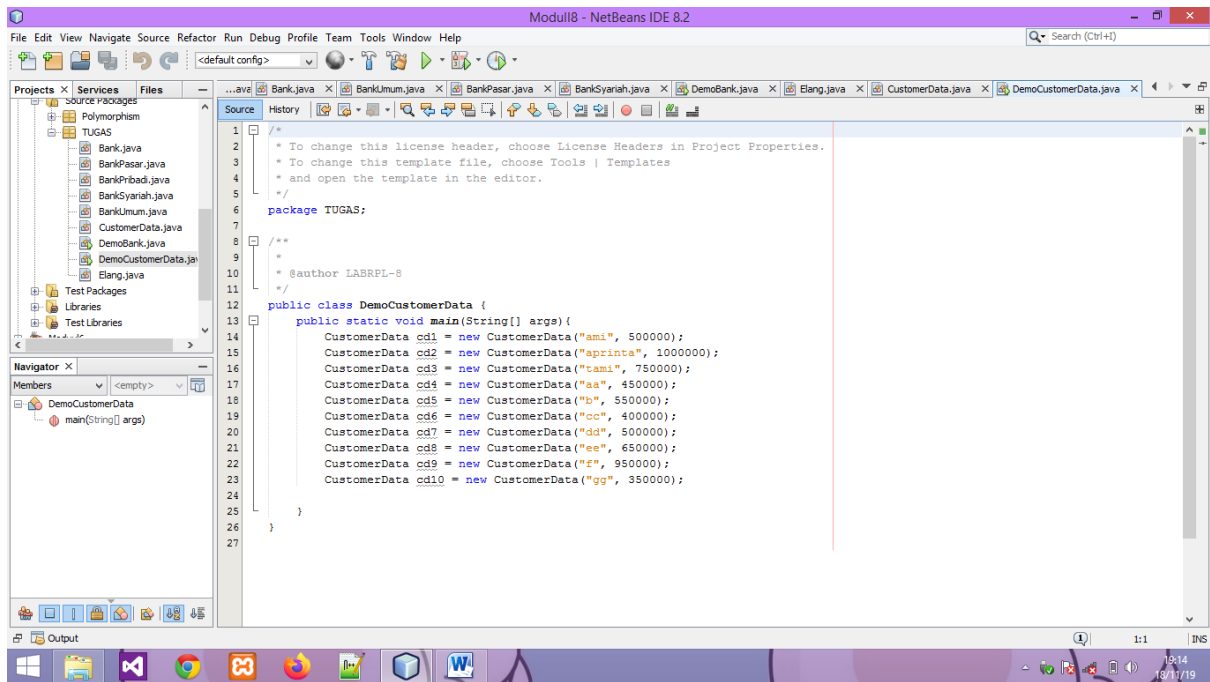 Modull8 - NetBeans IDE 8.2
File Edit View Navigate Source Refactor Run Debug Profile Team Tools Window Help
Search (Ctrl+I)
<default config>
Projects Services Files
...ava Bank.java BankUmum.java BankPasar.java BankSyariah.java DemoBank.java Elang.java CustomerData.java DemoCustomerData.java
Source History
Source Packages
Polymorphism
TUGAS
Bank.java
BankPasar.java
BankPribadi.java
BankSyariah.java
BankUmum.java
CustomerData.java
DemoBank.java
DemoCustomerData.jav
Elang.java
Test Packages
Libraries
Test Libraries
Navigator
Members <empty>
DemoCustomerData
main(String[] args)
1 /*
2 * To change this license header, choose License Headers in Project Properties.
3 * To change this template file, choose Tools | Templates
4 * and open the template in the editor.
5 */
6 package TUGAS;
7
8 /**
9 *
10 * @author LABRPL-8
11 */
12 public class DemoCustomerData {
13 public static void main(String[] args){
14 CustomerData cd1 = new CustomerData("ami", 500000);
15 CustomerData cd2 = new CustomerData("aprinta", 1000000);
16 CustomerData cd3 = new CustomerData("tami", 750000);
17 CustomerData cd4 = new CustomerData("aa", 450000);
18 CustomerData cd5 = new CustomerData("b", 550000);
19 CustomerData cd6 = new CustomerData("cc", 400000);
20 CustomerData cd7 = new CustomerData("dd", 500000);
21 CustomerData cd8 = new CustomerData("ee", 650000);
22 CustomerData cd9 = new CustomerData("f", 950000);
23 CustomerData cd10 = new CustomerData("gg", 350000);
24
25 }
26 }
27
Output
1 1:1 INS
19:14
18/11/19